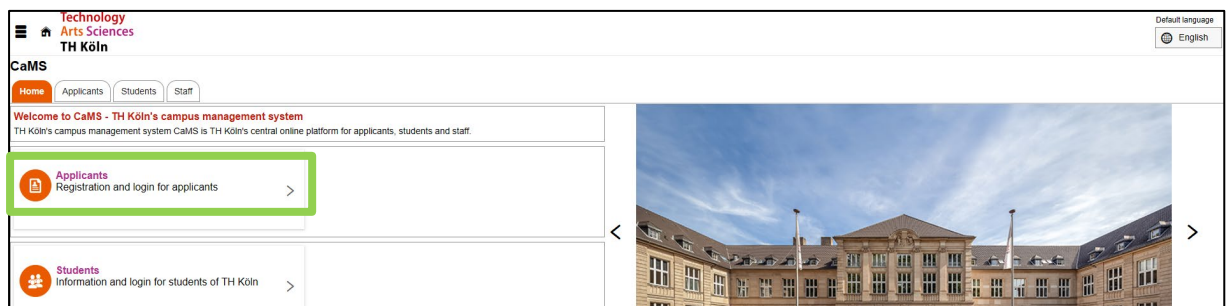 Technology
Arts Sciences
TH Köln
Default language
English
CaMS
Home
Applicants
Students
Staff
Welcome to CaMS - TH Köln's campus management system
TH Köln's campus management system CaMS is TH Köln's central online platform for applicants, students and staff.
Applicants
Registration and login for applicants
Students
Information and login for students of TH Köln